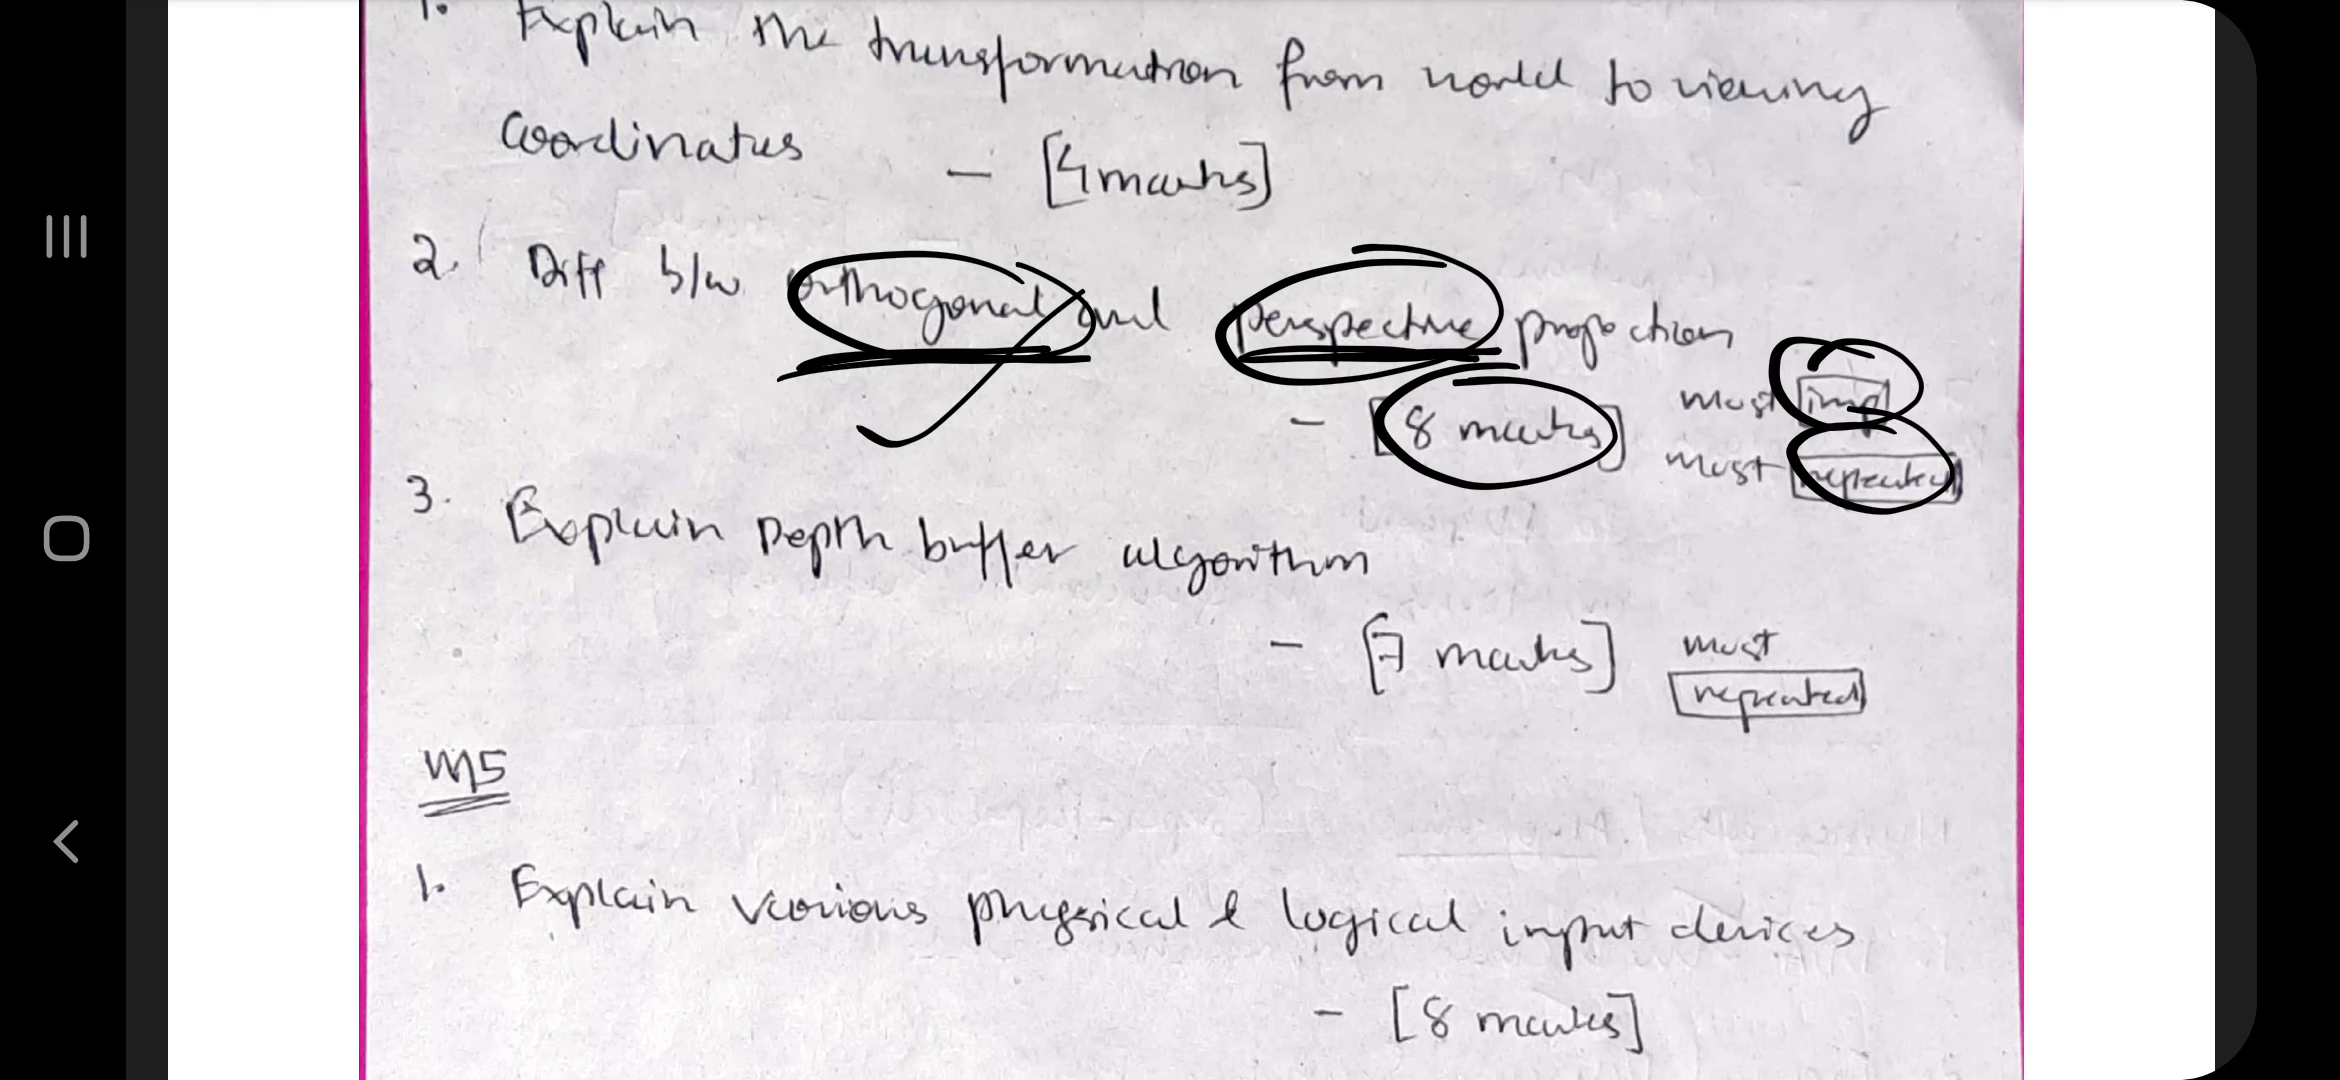 1. Explain the transformation from world to viewing
Coordinates - [4 marks]
2. Diff b/w orthogonal and perspective projection
- [8 marks] most imp
most repeated
3. Explain Depth buffer algorithm
- [7 marks] most
repeated
M5
1. Explain various physical & logical input devices
- [8 marks]